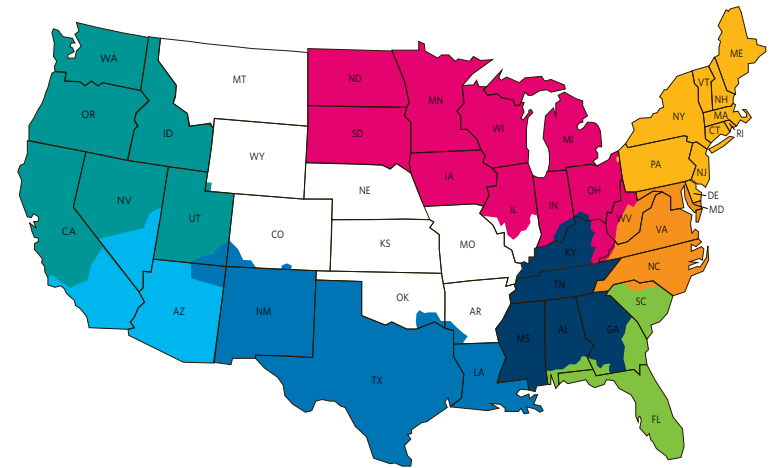 WA
MT
ND
MN
ME
VT
NH
OR
ID
SD
WI
MI
NY
MA
CT
RI
WY
NE
IA
PA
NJ
NV
UT
CA
CO
KS
MO
IL
IN
OH
WV
DE
MD
VA
KY
NC
TN
AZ
NM
OK
AR
SC
MS
AL
GA
TX
LA
FL